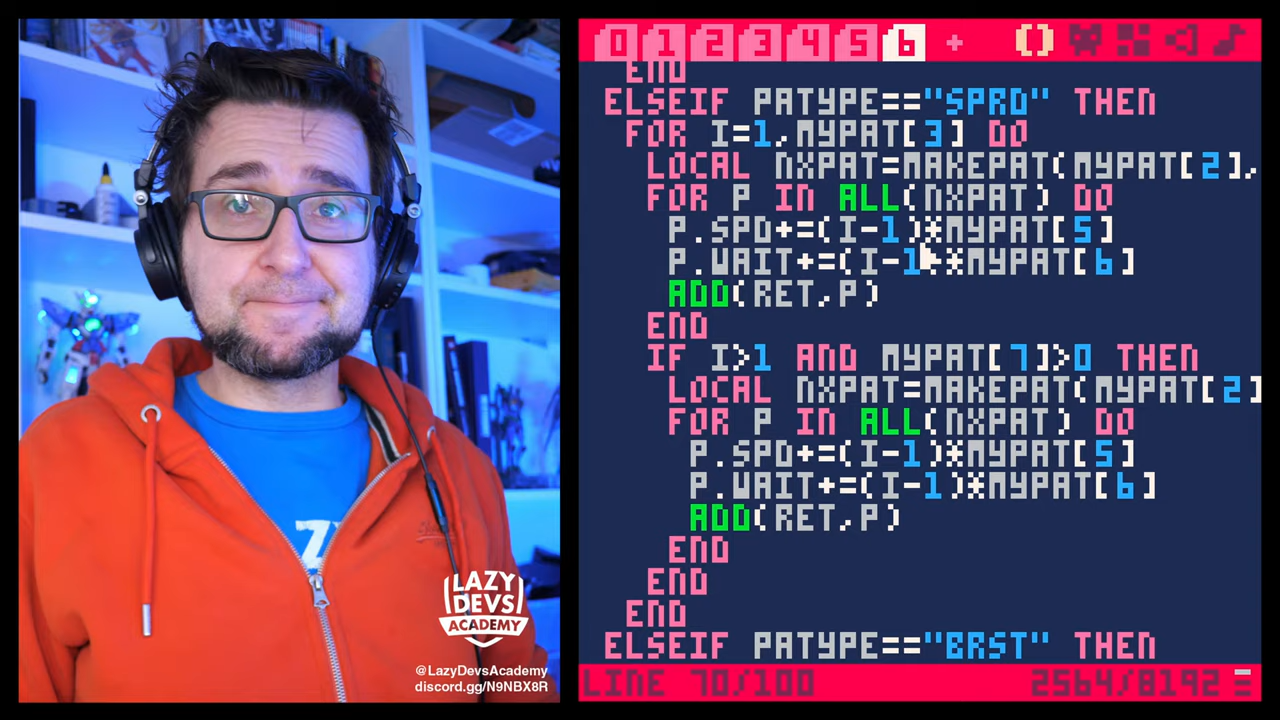 0 1 2 3 4 5 6 + ()
END
ELSEIF PATYPE=="SPRD" THEN
FOR I=1,MYPAT[3] DO
LOCAL NXPAT=MAKEPAT(MYPAT[2],
FOR P IN ALL(NXPAT) DO
P.SPD+=(I-1)*MYPAT[5]
P.WAIT+=(I-1)*MYPAT[6]
ADD(RET,P)
END
IF I>1 AND MYPAT[7]>0 THEN
LOCAL NXPAT=MAKEPAT(MYPAT[2]
FOR P IN ALL(NXPAT) DO
P.SPD+=(I-1)*MYPAT[5]
P.WAIT+=(I-1)*MYPAT[6]
ADD(RET,P)
END
END
END
ELSEIF PATYPE=="BRST" THEN
LINE 70/100 2564/8192
LAZY
DEVS
ACADEMY
@LazyDevsAcademy
discord.gg/N9NBX8R